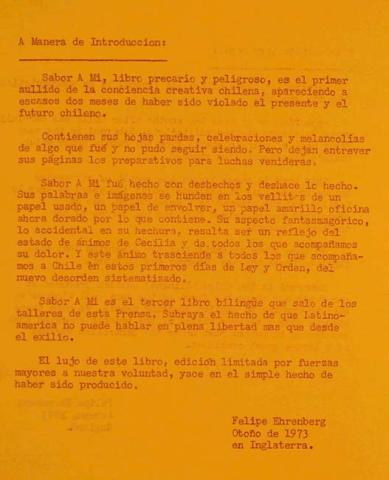 A Manera de Introduccion:
Sabor A Mi, libro precario y peligroso, es el primer
aullido de la conciencia creativa chilena, apareciendo a
escasos dos meses de haber sido violado el presente y el
futuro chileno.
Contienen sus hojas pardas, celebraciones y melancolías
de algo que fué y no pudo seguir siendo. Pero dejan entrever
sus páginas los preparativos para luchas venideras.
Sabor A Mi fué hecho con deshechos y deshace lo hecho.
Sus palabras e imágenes se hunden en los vellitos de un
papel usado, un papel de envolver, un papel amarillo oficina
ahora dorado por lo que contiene. Su aspecto fantasmagórico,
lo accidental en su hechura, resulta ser un reflejo del
estado de ánimos de Cecilia y de todos los que acompañamos
su dolor. Y este ánimo trasciende a todos los que acompaña-
mos a Chile en estos primeros días de Ley y Orden, del
nuevo desorden sistematizado.
Sabor A Mi es el tercer libro bilingüe que sale de los
talleres de esta Prensa. Subraya el hecho de que Latino-
america no puede hablar en plena libertad mas que desde
el exilio.
El lujo de este libro, edición limitada por fuerzas
mayores a nuestra voluntad, yace en el simple hecho de
haber sido producido.
Felipe Ehrenberg
Otoño de 1973
en Inglaterra.